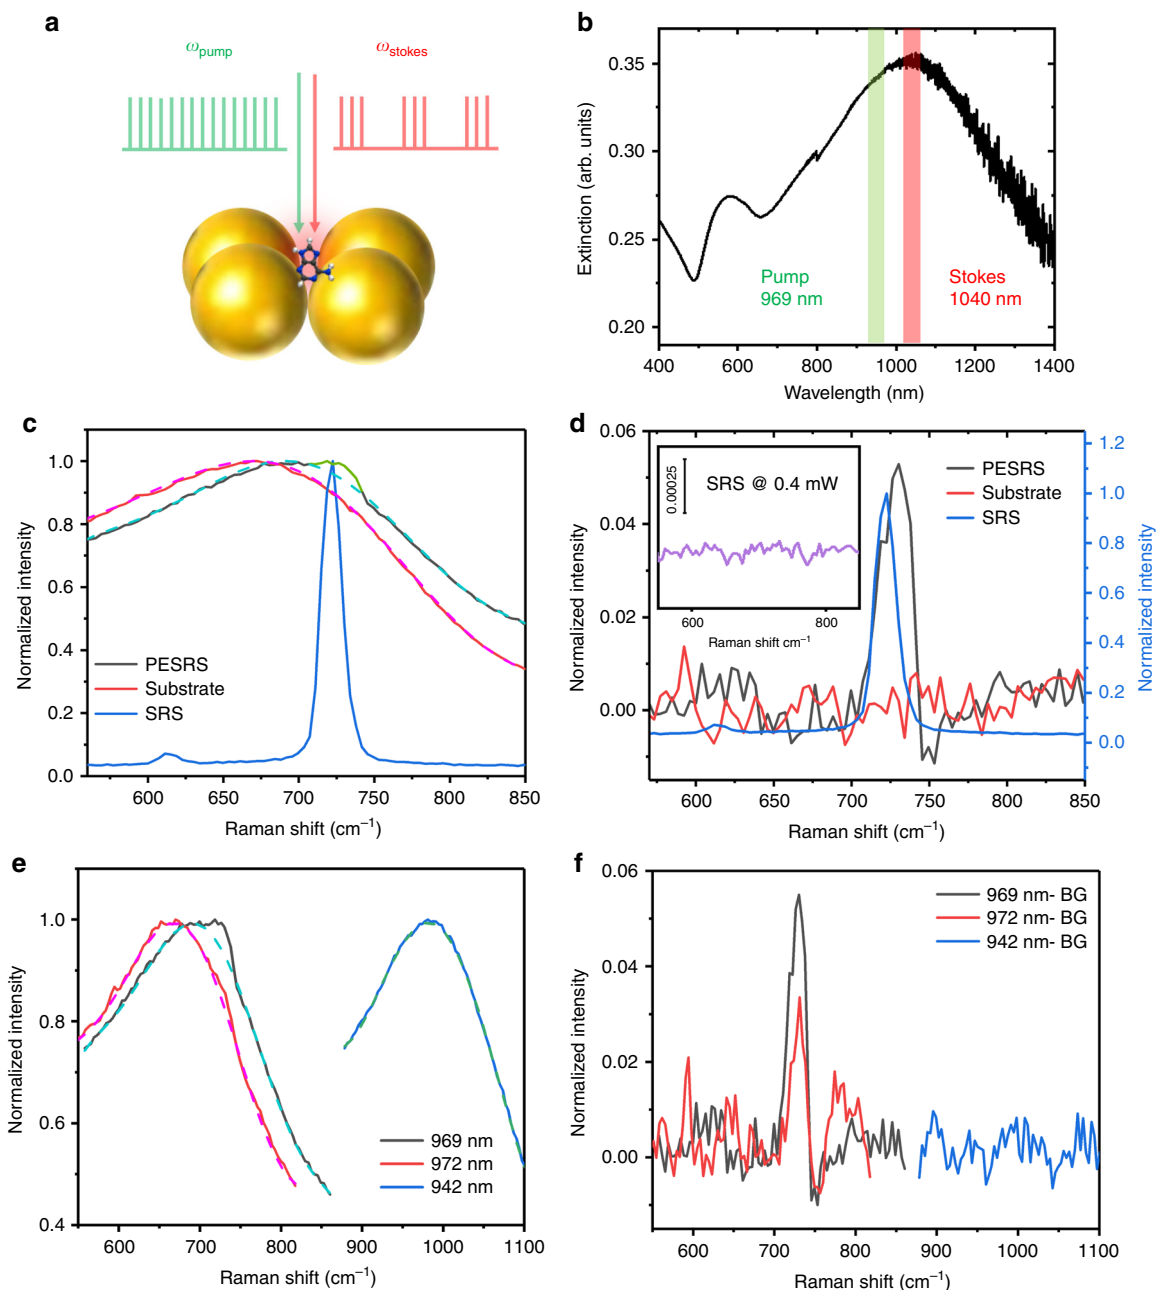 a
ωpump
ωstokes
b
Extinction (arb. units)
0.35
0.30
0.25
0.20
Pump
969 nm
Stokes
1040 nm
400
600
800
1000
1200
1400
Wavelength (nm)
c
Normalized intensity
1.0
0.8
0.6
0.4
0.2
0.0
PESRS
Substrate
SRS
600
650
700
750
800
850
Raman shift (cm⁻¹)
d
Normalized intensity
0.06
0.04
0.02
0.00
0.00025
SRS @ 0.4 mW
600
800
Raman shift cm⁻¹
PESRS
Substrate
SRS
1.2
1.0
0.8
0.6
0.4
0.2
0.0
Normalized intensity
600
650
700
750
800
850
Raman shift (cm⁻¹)
e
Normalized intensity
1.0
0.8
0.6
0.4
969 nm
972 nm
942 nm
600
700
800
900
1000
1100
Raman shift (cm⁻¹)
f
Normalized intensity
0.06
0.04
0.02
0.00
969 nm- BG
972 nm- BG
942 nm- BG
600
700
800
900
1000
1100
Raman shift (cm⁻¹)